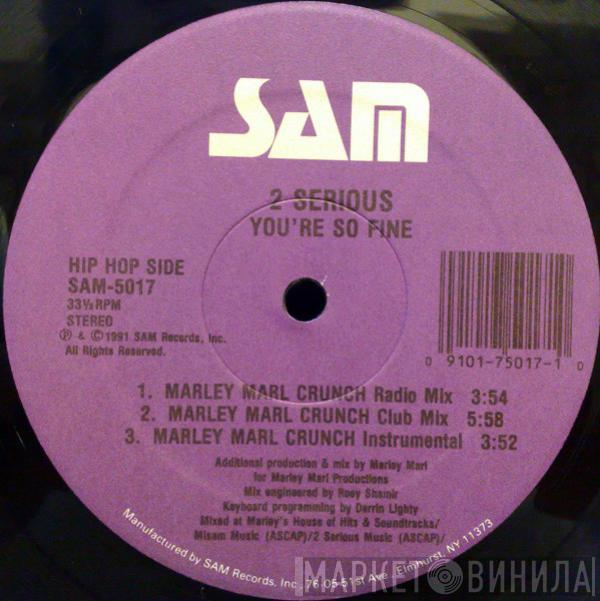 SAM
2 SERIOUS
YOU'RE SO FINE
HIP HOP SIDE
SAM-5017
33⅓ RPM
STEREO
℗ & ©1991 SAM Records, Inc.
All Rights Reserved.
0 9101-75017-1 0
1. MARLEY MARL CRUNCH Radio Mix 3:54
2. MARLEY MARL CRUNCH Club Mix 5:58
3. MARLEY MARL CRUNCH Instrumental 3:52
Additional production & mix by Marley Marl
for Marley Marl Productions
Mix engineered by Roey Shamir
Keyboard programming by Derrin Lighty
Mixed at Marley's House of Hits & Soundtracks/
Misam Music (ASCAP)/2 Serious Music (ASCAP)/
Manufactured by SAM Records, Inc. 76-05-51st Ave., Elmhurst, NY 11373
МАРКЕТ ВИНИЛА